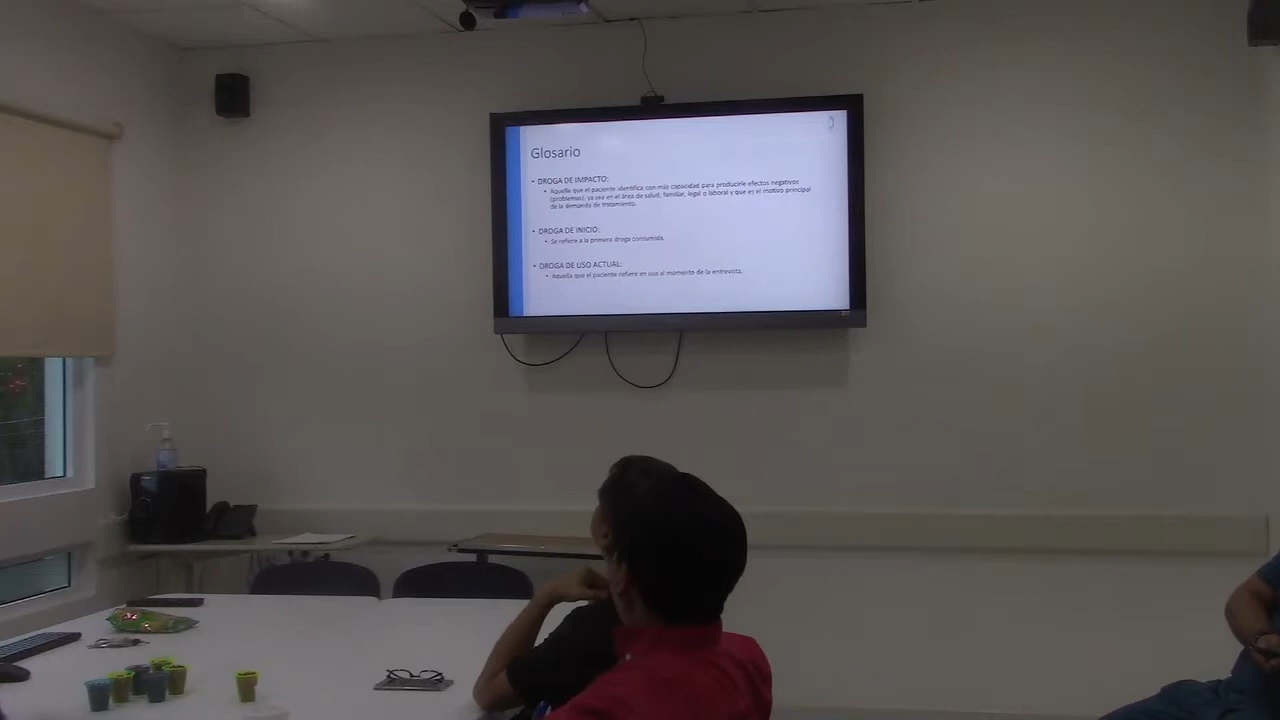 Glosario
• DROGA DE IMPACTO:
• Aquella que el paciente identifica con más capacidad para producirle efectos negativos
(problemas), ya sea en el área de salud, familiar, legal o laboral y que es el motivo principal
de la demanda de tratamiento.
• DROGA DE INICIO:
• Se refiere a la primera droga consumida.
• DROGA DE USO ACTUAL:
• Aquella que el paciente refiere en uso al momento de la entrevista.